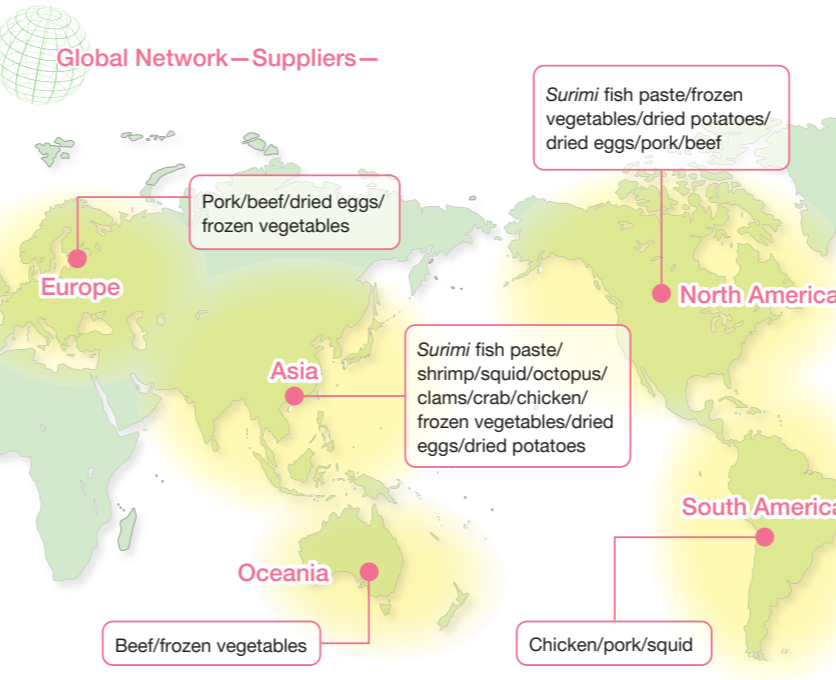 Global Network—Suppliers—
Surimi fish paste/frozen
vegetables/dried potatoes/
dried eggs/pork/beef
Pork/beef/dried eggs/
frozen vegetables
Europe
North America
Surimi fish paste/
shrimp/squid/octopus/
clams/crab/chicken/
frozen vegetables/dried
eggs/dried potatoes
Asia
South America
Oceania
Beef/frozen vegetables
Chicken/pork/squid